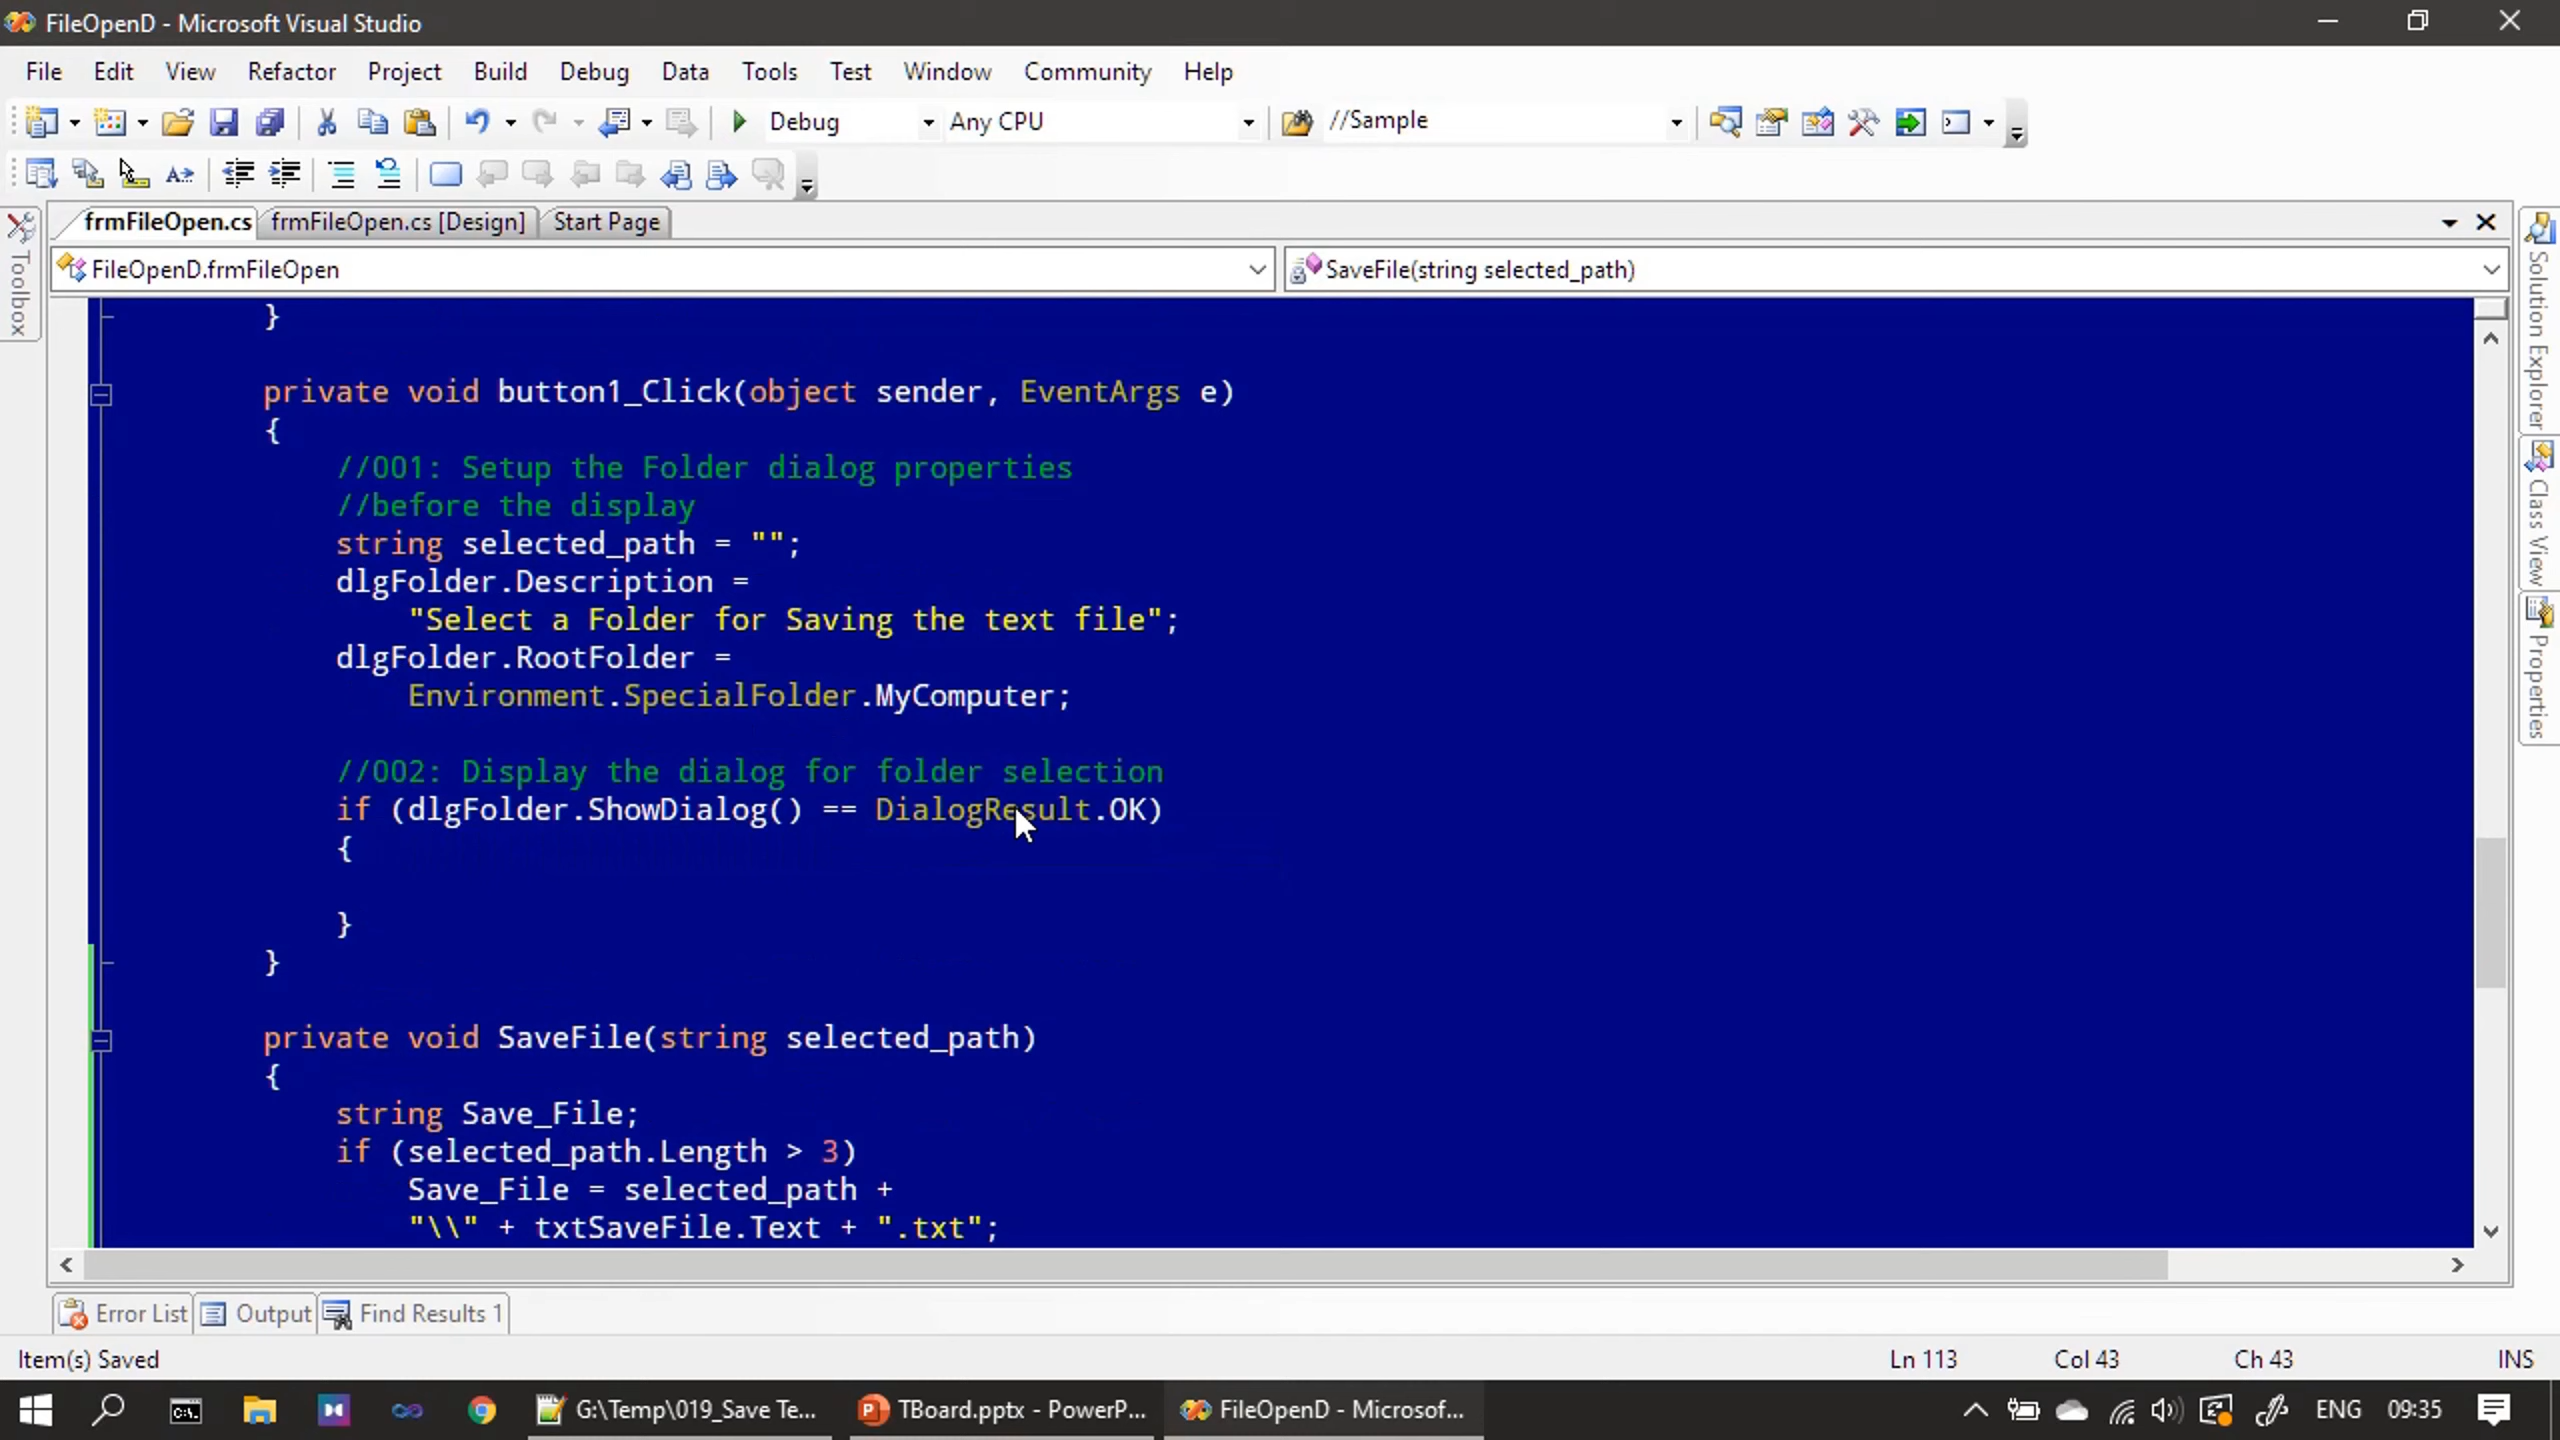 FileOpenD - Microsoft Visual Studio
File Edit View Refactor Project Build Debug Data Tools Test Window Community Help
Debug Any CPU //Sample
frmFileOpen.cs frmFileOpen.cs [Design] Start Page
FileOpenD.frmFileOpen SaveFile(string selected_path)
Toolbox
Solution Explorer
Class View
Properties
}
private void button1_Click(object sender, EventArgs e)
{
//001: Setup the Folder dialog properties
//before the display
string selected_path = "";
dlgFolder.Description =
"Select a Folder for Saving the text file";
dlgFolder.RootFolder =
Environment.SpecialFolder.MyComputer;
//002: Display the dialog for folder selection
if (dlgFolder.ShowDialog() == DialogResult.OK)
{
}
}
private void SaveFile(string selected_path)
{
string Save_File;
if (selected_path.Length > 3)
Save_File = selected_path +
"\\" + txtSaveFile.Text + ".txt";
Error List Output Find Results 1
Item(s) Saved Ln 113 Col 43 Ch 43 INS
G:\Temp\019_Save Te... TBoard.pptx - PowerP... FileOpenD - Microsof... ENG 09:35